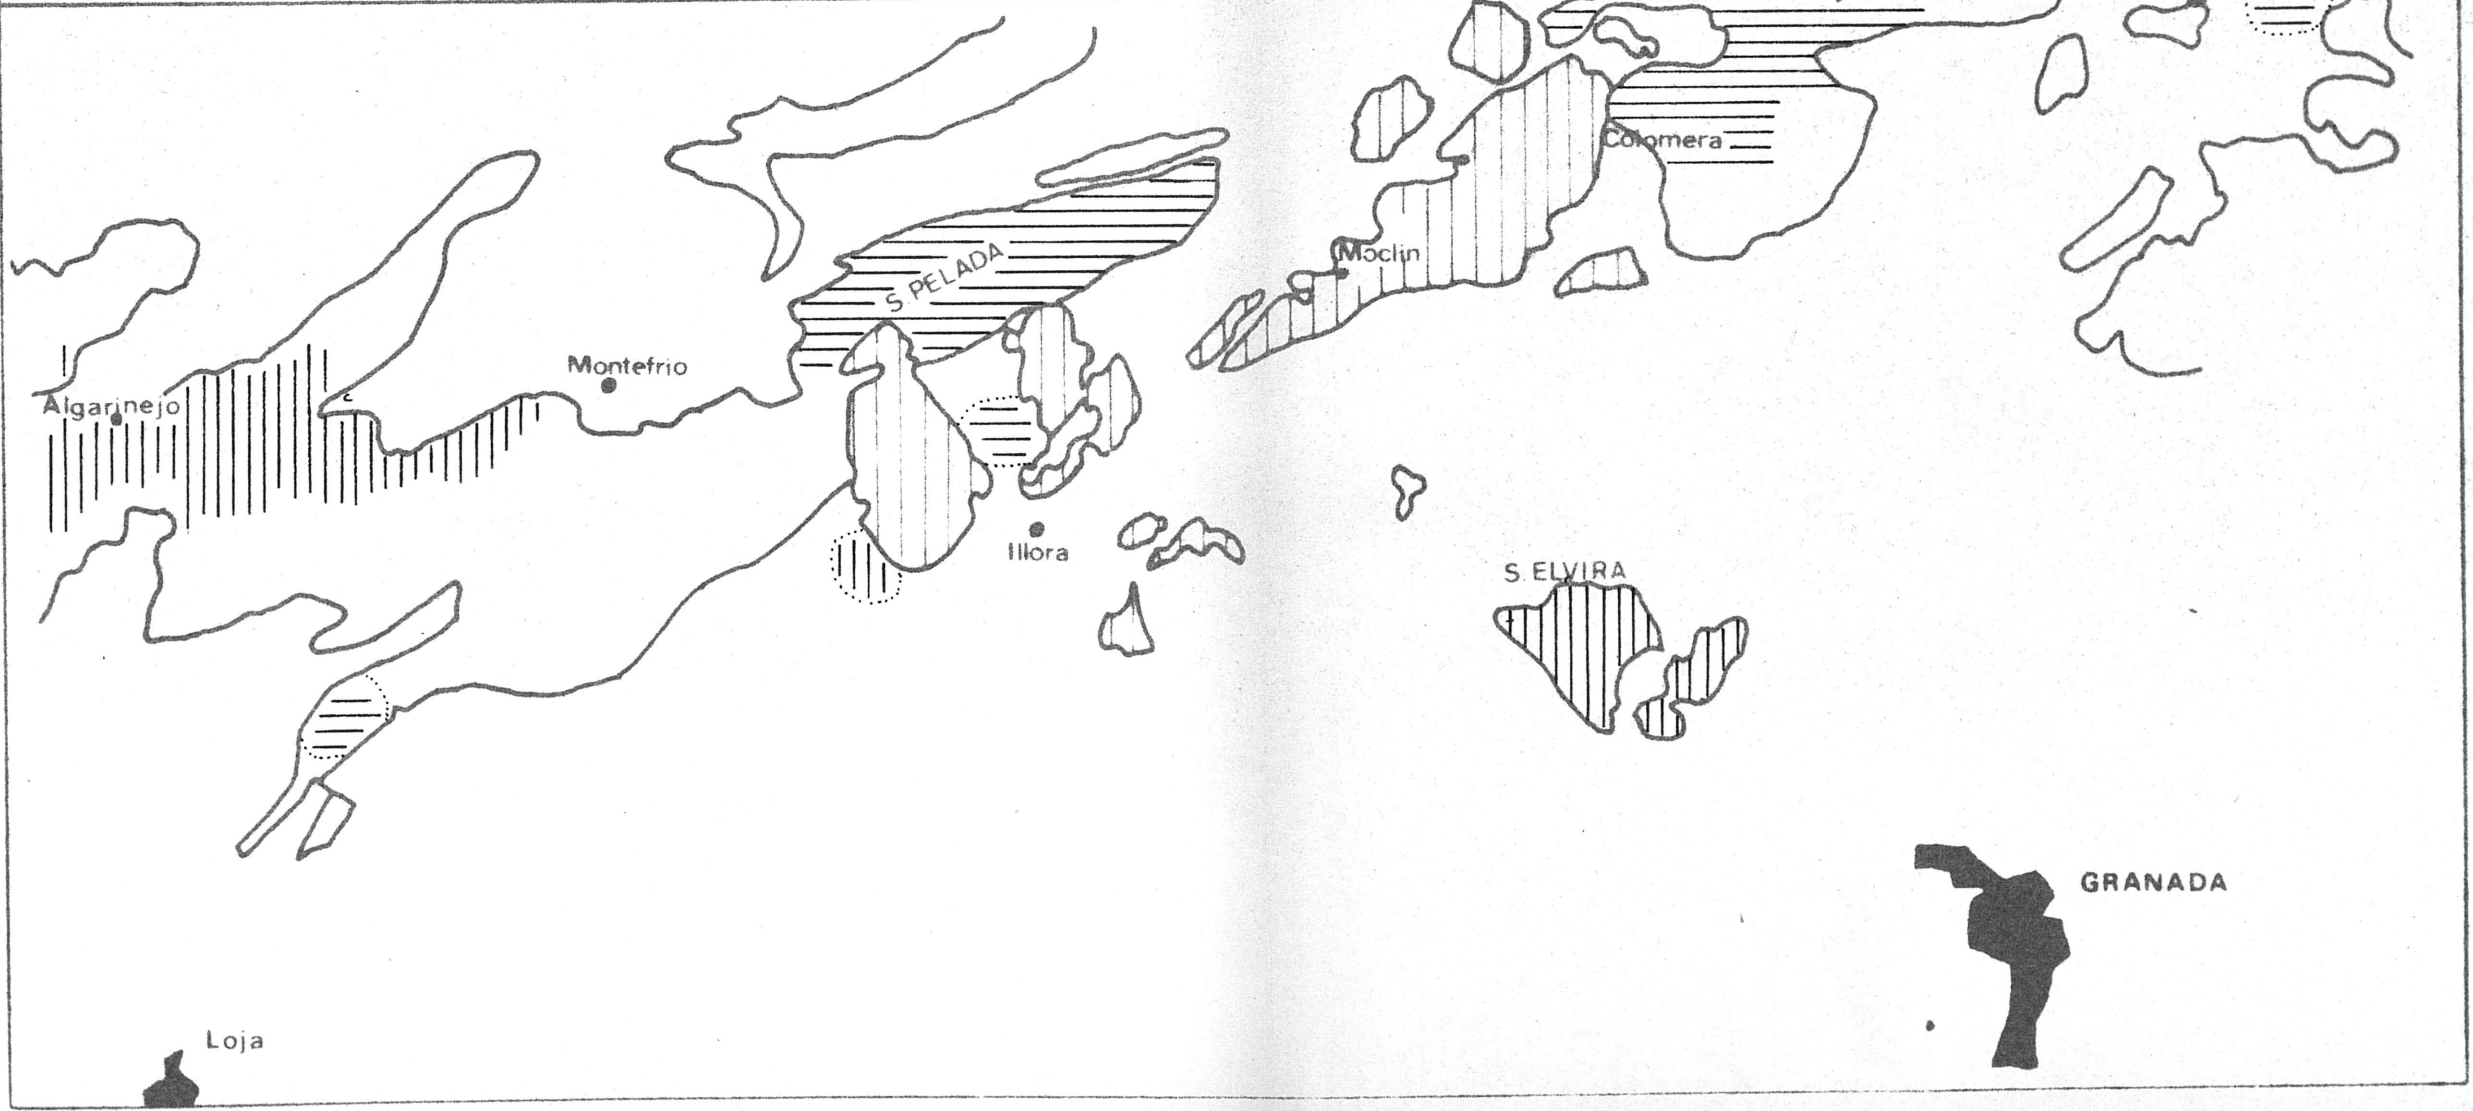 Colomera
Moclin
S PELADA
Montefrio
Algarinejo
Illora
S. ELVIRA
GRANADA
Loja